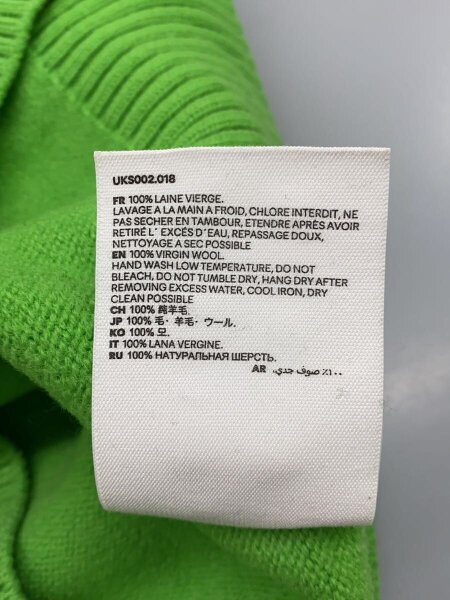 UKS002.018
FR 100% LAINE VIERGE.
LAVAGE A LA MAIN A FROID, CHLORE INTERDIT, NE
PAS SECHER EN TAMBOUR, ETENDRE APRÉS AVOIR
RETIRÉ L´ EXCÉS D´EAU, REPASSAGE DOUX,
NETTOYAGE A SEC POSSIBLE
EN 100% VIRGIN WOOL.
HAND WASH LOW TEMPERATURE, DO NOT
BLEACH, DO NOT TUMBLE DRY, HANG DRY AFTER
REMOVING EXCESS WATER, COOL IRON, DRY
CLEAN POSSIBLE
CH 100% 纯羊毛
JP 100% 毛・羊毛・ウール.
KO 100% 모.
IT 100% LANA VERGINE.
RU 100% НАТУРАЛЬНАЯ ШЕРСТЬ.
AR ١٠٠٪ صوف جدي.